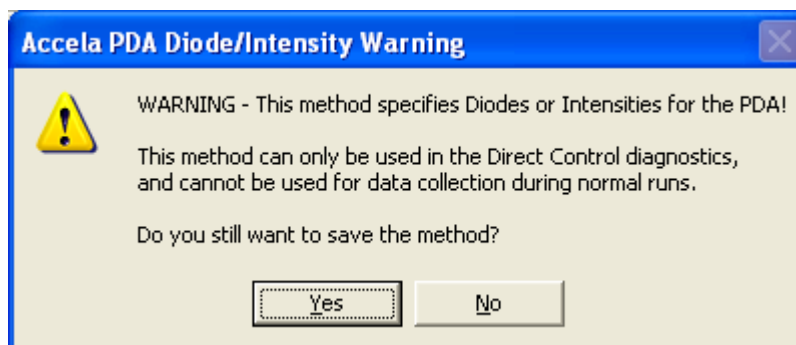 Accela PDA Diode/Intensity Warning
WARNING - This method specifies Diodes or Intensities for the PDA!
This method can only be used in the Direct Control diagnostics,
and cannot be used for data collection during normal runs.
Do you still want to save the method?
Yes No